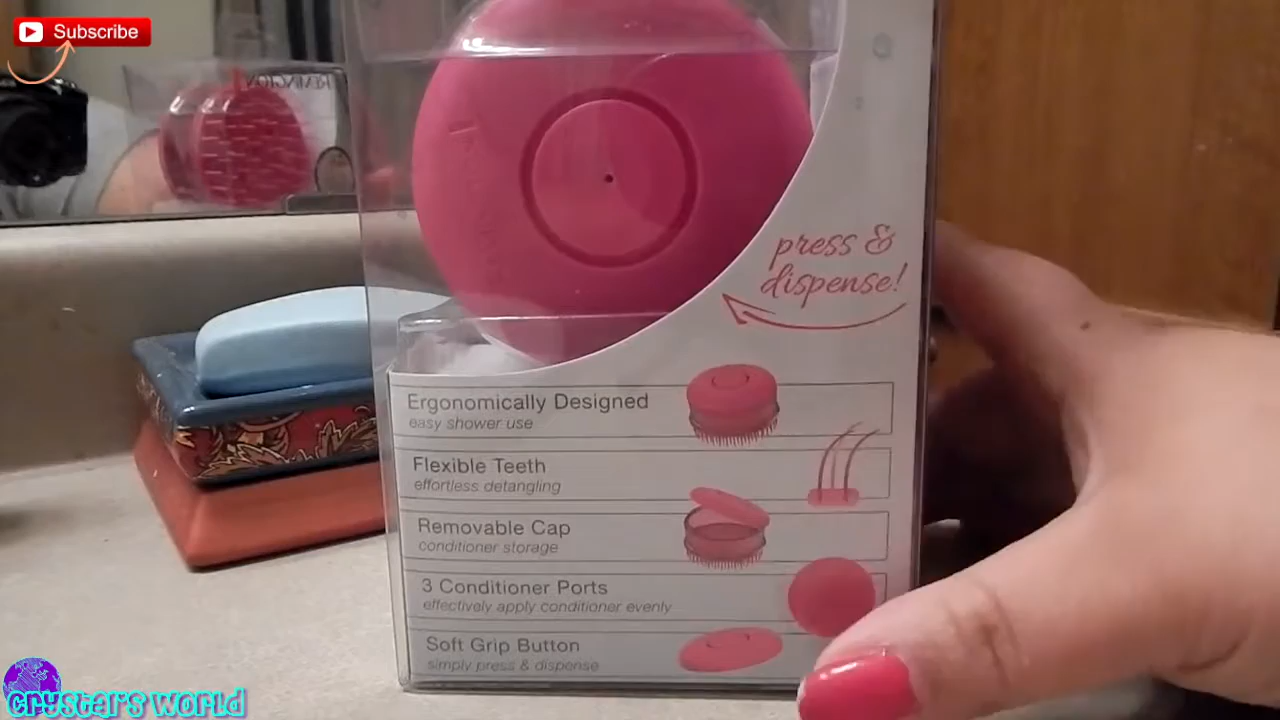 Subscribe
press &
dispense!
Ergonomically Designed
easy shower use
Flexible Teeth
effortless detangling
Removable Cap
conditioner storage
3 Conditioner Ports
effectively apply conditioner evenly
Soft Grip Button
simply press & dispense
Crystar's World